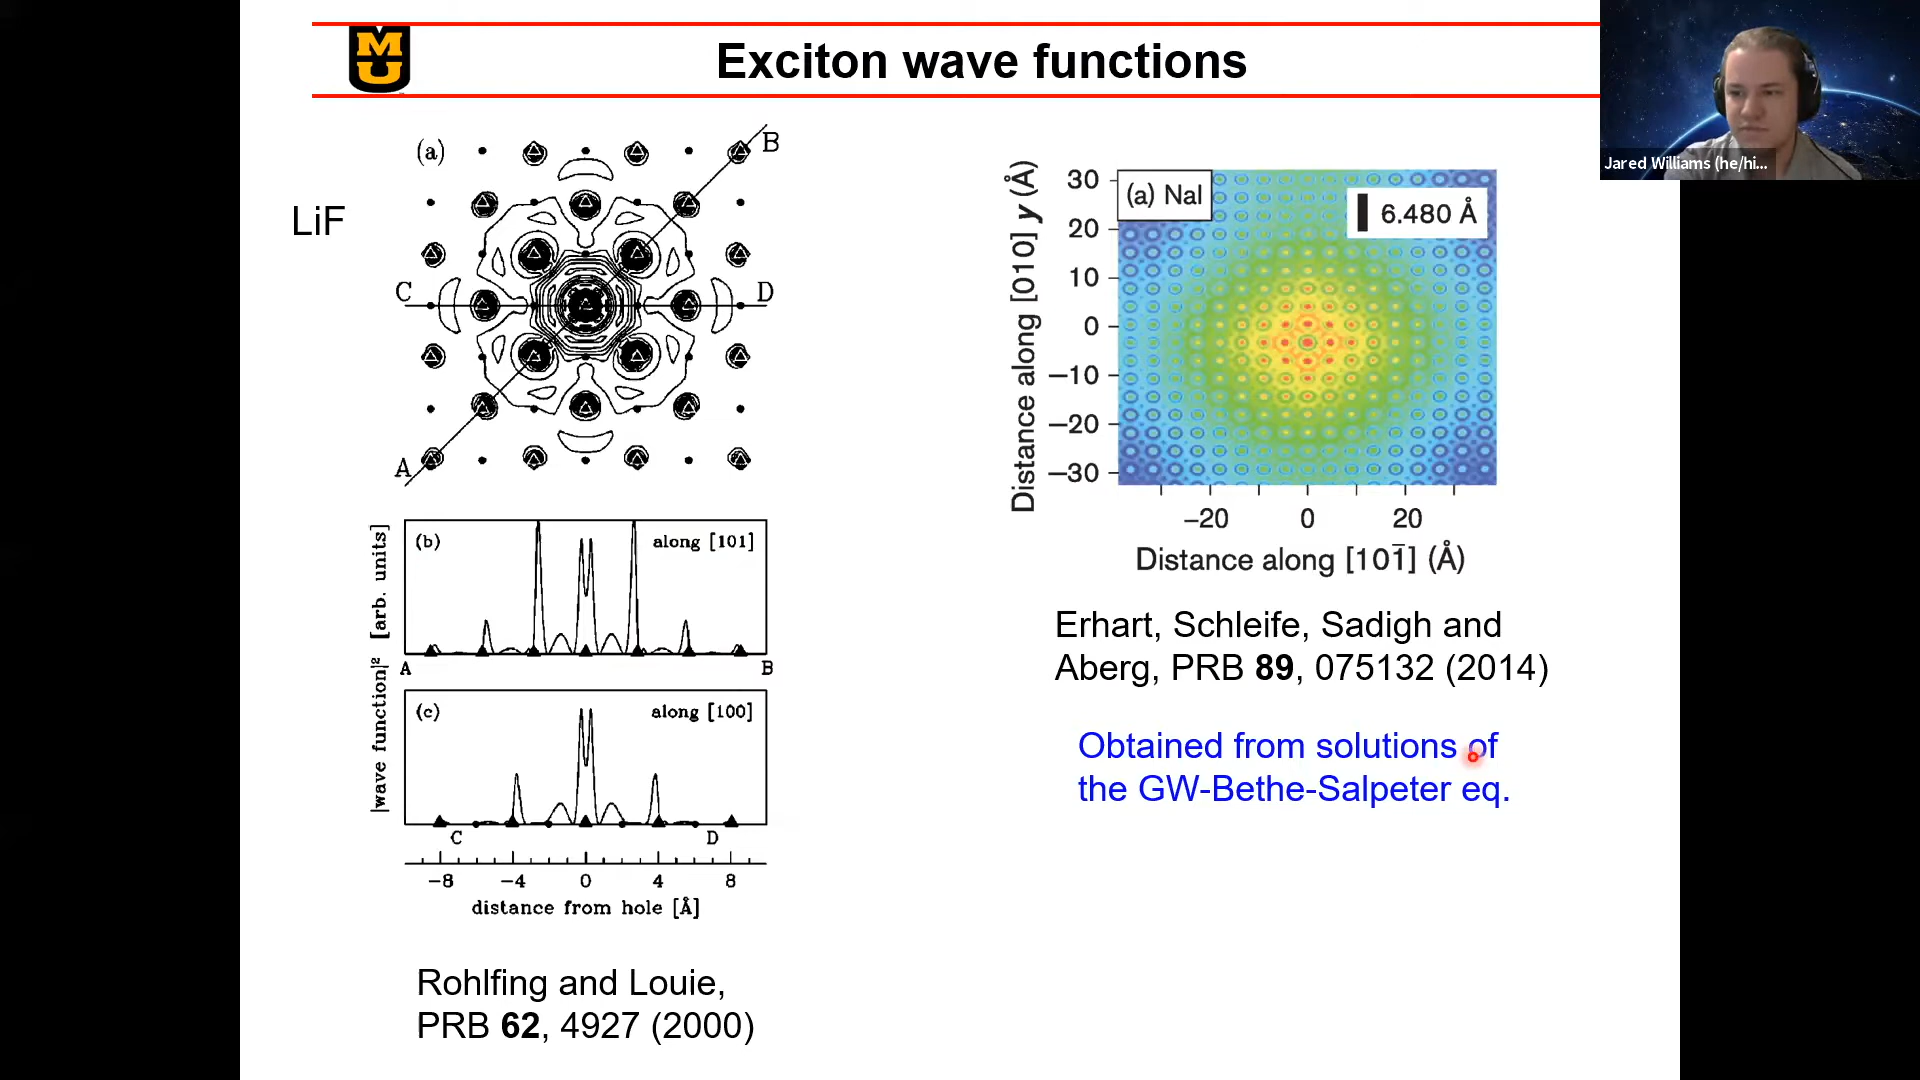 MU
Exciton wave functions
Jared Williams (he/hi...
LiF
(a)
B
C
D
A
|wave function|² [arb. units]
(b)
along [101]
A
B
(c)
along [100]
C
D
−8
−4
0
4
8
distance from hole [Å]
Rohlfing and Louie,
PRB 62, 4927 (2000)
Distance along [010] y (Å)
30
20
10
0
−10
−20
−30
(a) NaI
6.480 Å
−20
0
20
Distance along [101̅] (Å)
Erhart, Schleife, Sadigh and
Aberg, PRB 89, 075132 (2014)
Obtained from solutions of
the GW-Bethe-Salpeter eq.